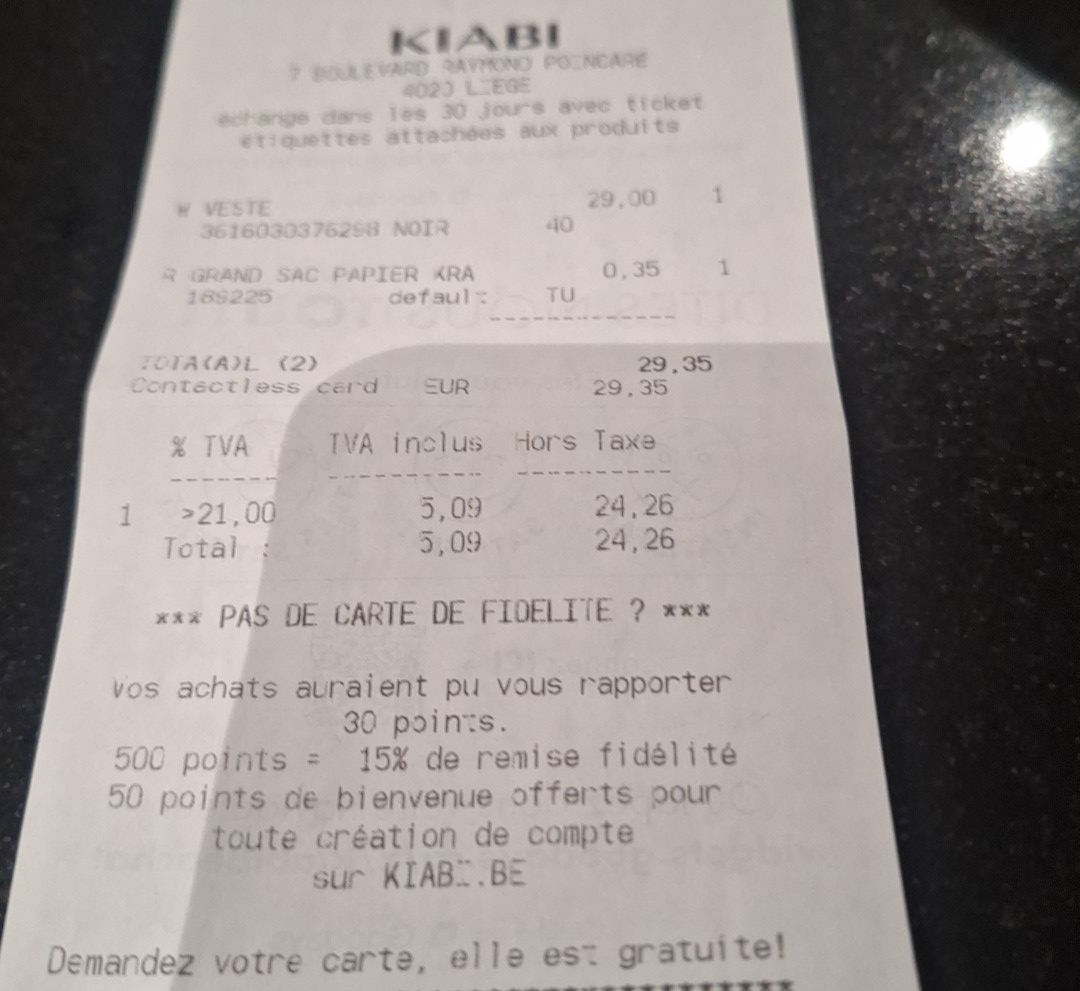 KIABI
7 BOULEVARD RAYMOND POINCARE
4020 LIEGE
échange dans les 30 jours avec ticket
étiquettes attachées aux produits
W VESTE 29,00 1
3616030376298 NOIR 40
R GRAND SAC PAPIER KRA 0,35 1
189225 default TU
-------------
TOTA(A)L (2) 29,35
Contactless card EUR 29,35
% TVA TVA inclus Hors Taxe
------- ---------- ----------
1 >21,00 5,09 24,26
Total : 5,09 24,26
*** PAS DE CARTE DE FIDELITE ? ***
Vos achats auraient pu vous rapporter
30 points.
500 points = 15% de remise fidélité
50 points de bienvenue offerts pour
toute création de compte
sur KIABI.BE
Demandez votre carte, elle est gratuite!